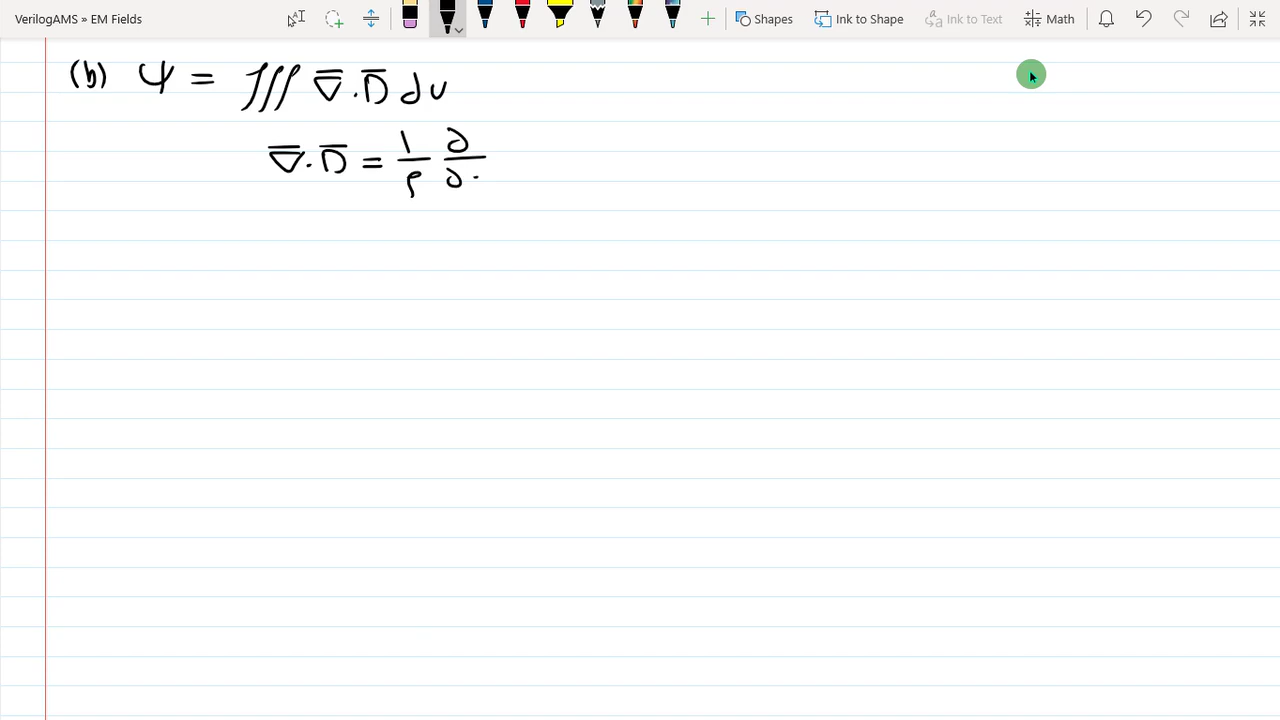 VerilogAMS » EM Fields Shapes Ink to Shape Ink to Text Math
(b) Ψ = ∭ ∇̅ . D̅ dv
∇̅ . D̅ = 1/ρ ∂/∂